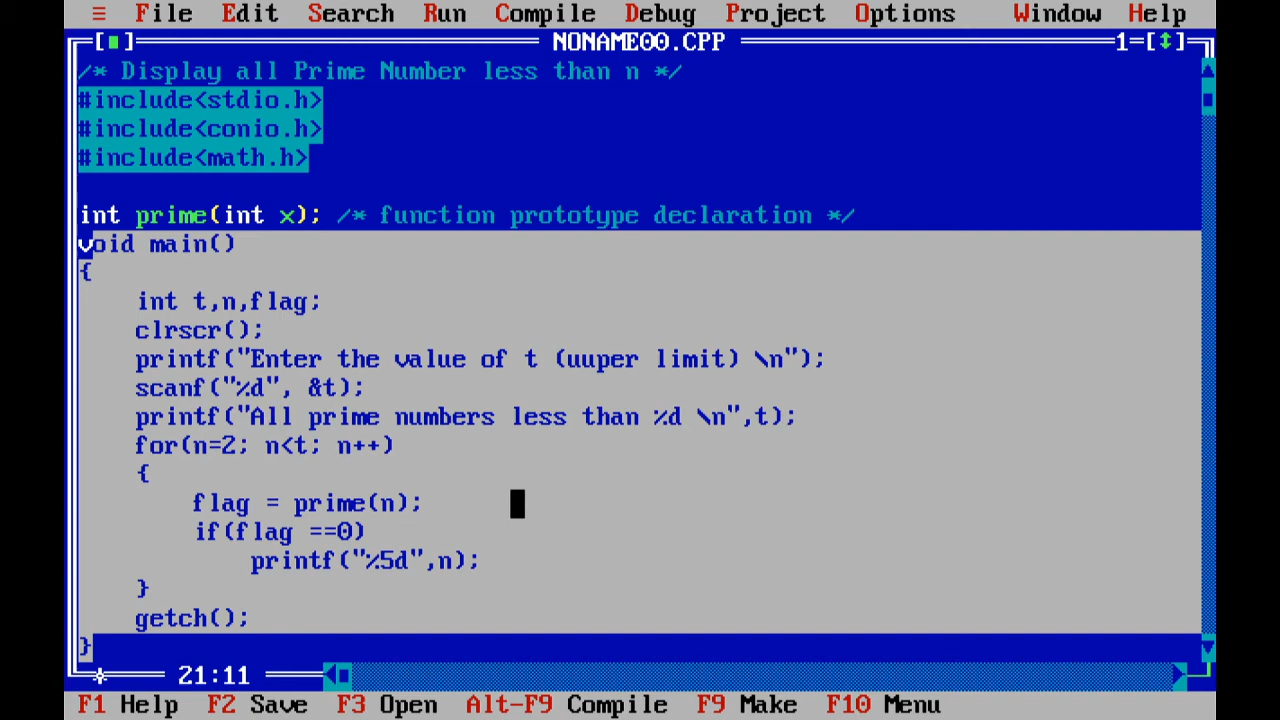 ≡ File Edit Search Run Compile Debug Project Options Window Help
[■] NONAME00.CPP 1=[↕]
/* Display all Prime Number less than n */
#include<stdio.h>
#include<conio.h>
#include<math.h>
int prime(int x); /* function prototype declaration */
void main()
{
int t,n,flag;
clrscr();
printf("Enter the value of t (uuper limit) \n");
scanf("%d", &t);
printf("All prime numbers less than %d \n",t);
for(n=2; n<t; n++)
{
flag = prime(n);
if(flag ==0)
printf("%5d",n);
}
getch();
}
* 21:11
F1 Help F2 Save F3 Open Alt-F9 Compile F9 Make F10 Menu